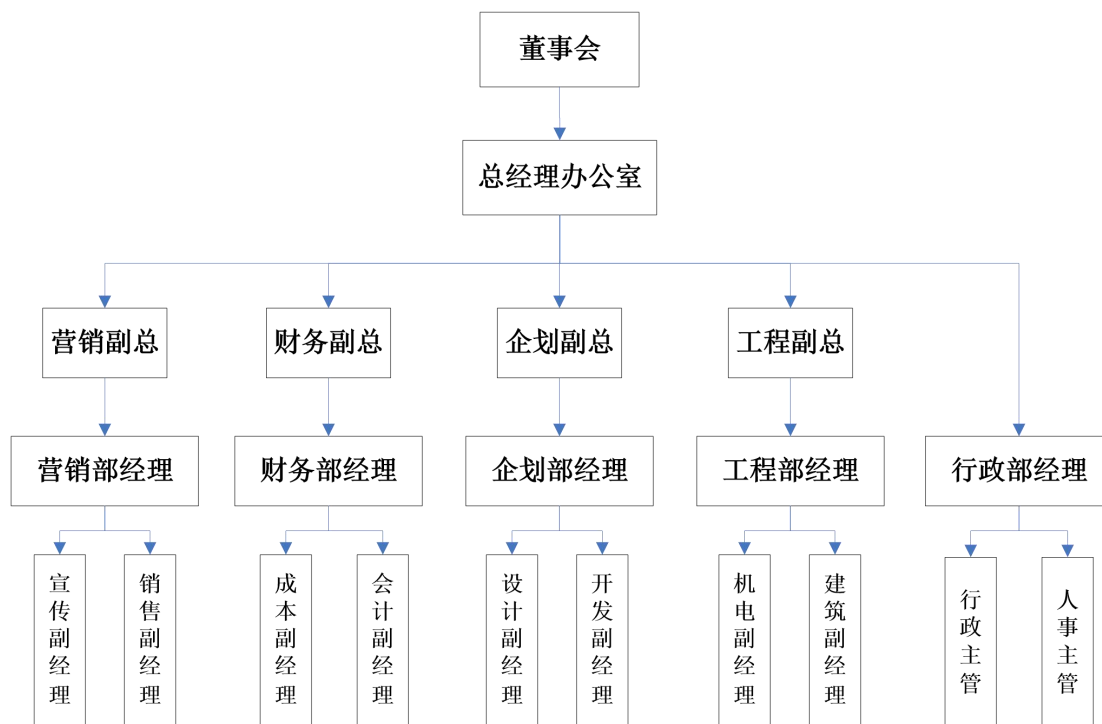 董事会
总经理办公室
营销副总
财务副总
企划副总
工程副总
营销部经理
财务部经理
企划部经理
工程部经理
行政部经理
宣传副经理
销售副经理
成本副经理
会计副经理
设计副经理
开发副经理
机电副经理
建筑副经理
行政主管
人事主管